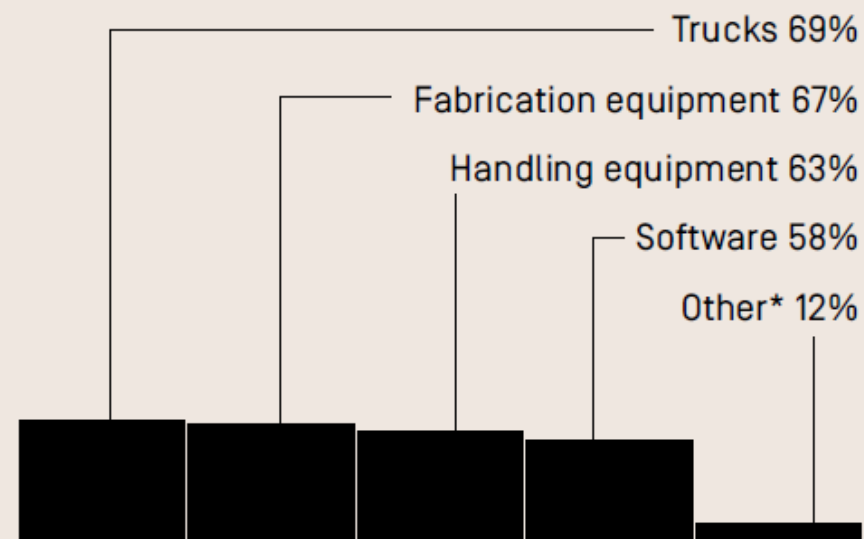 Trucks 69%
Fabrication equipment 67%
Handling equipment 63%
Software 58%
Other* 12%